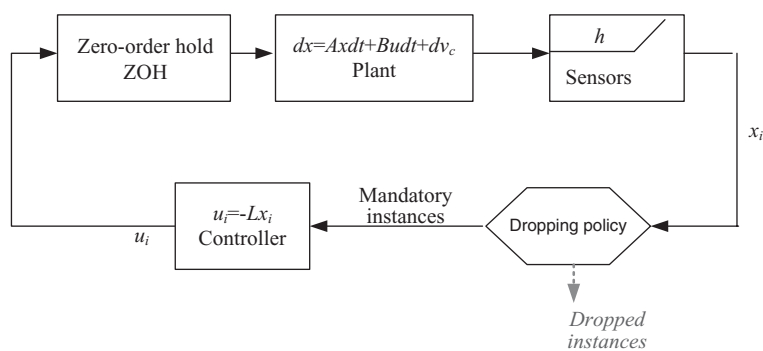 Zero-order hold
ZOH
dx=Axdt+Budt+dv_c
Plant
h
Sensors
x_i
Dropping policy
Mandatory
instances
u_i=-Lx_i
Controller
u_i
Dropped
instances